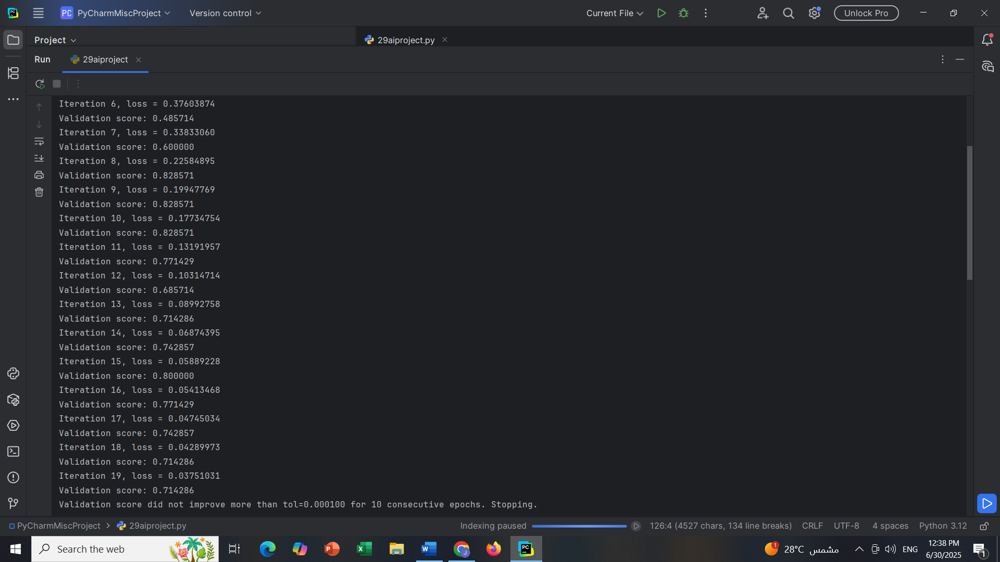 PC PyCharmMiscProject Version control Current File Unlock Pro
Project 29aiproject.py
Run 29aiproject
Iteration 6, loss = 0.37603874
Validation score: 0.485714
Iteration 7, loss = 0.33833060
Validation score: 0.600000
Iteration 8, loss = 0.22584895
Validation score: 0.828571
Iteration 9, loss = 0.19947769
Validation score: 0.828571
Iteration 10, loss = 0.17734754
Validation score: 0.828571
Iteration 11, loss = 0.13191957
Validation score: 0.771429
Iteration 12, loss = 0.10314714
Validation score: 0.685714
Iteration 13, loss = 0.08992758
Validation score: 0.714286
Iteration 14, loss = 0.06874395
Validation score: 0.742857
Iteration 15, loss = 0.05889228
Validation score: 0.800000
Iteration 16, loss = 0.05413468
Validation score: 0.771429
Iteration 17, loss = 0.04745034
Validation score: 0.742857
Iteration 18, loss = 0.04289973
Validation score: 0.714286
Iteration 19, loss = 0.03751031
Validation score: 0.714286
Validation score did not improve more than tol=0.000100 for 10 consecutive epochs. Stopping.
PyCharmMiscProject > 29aiproject.py Indexing paused 126:4 (4527 chars, 134 line breaks) CRLF UTF-8 4 spaces Python 3.12
Search the web 1 28°C مشمس ENG 12:38 PM
6/30/2025 1